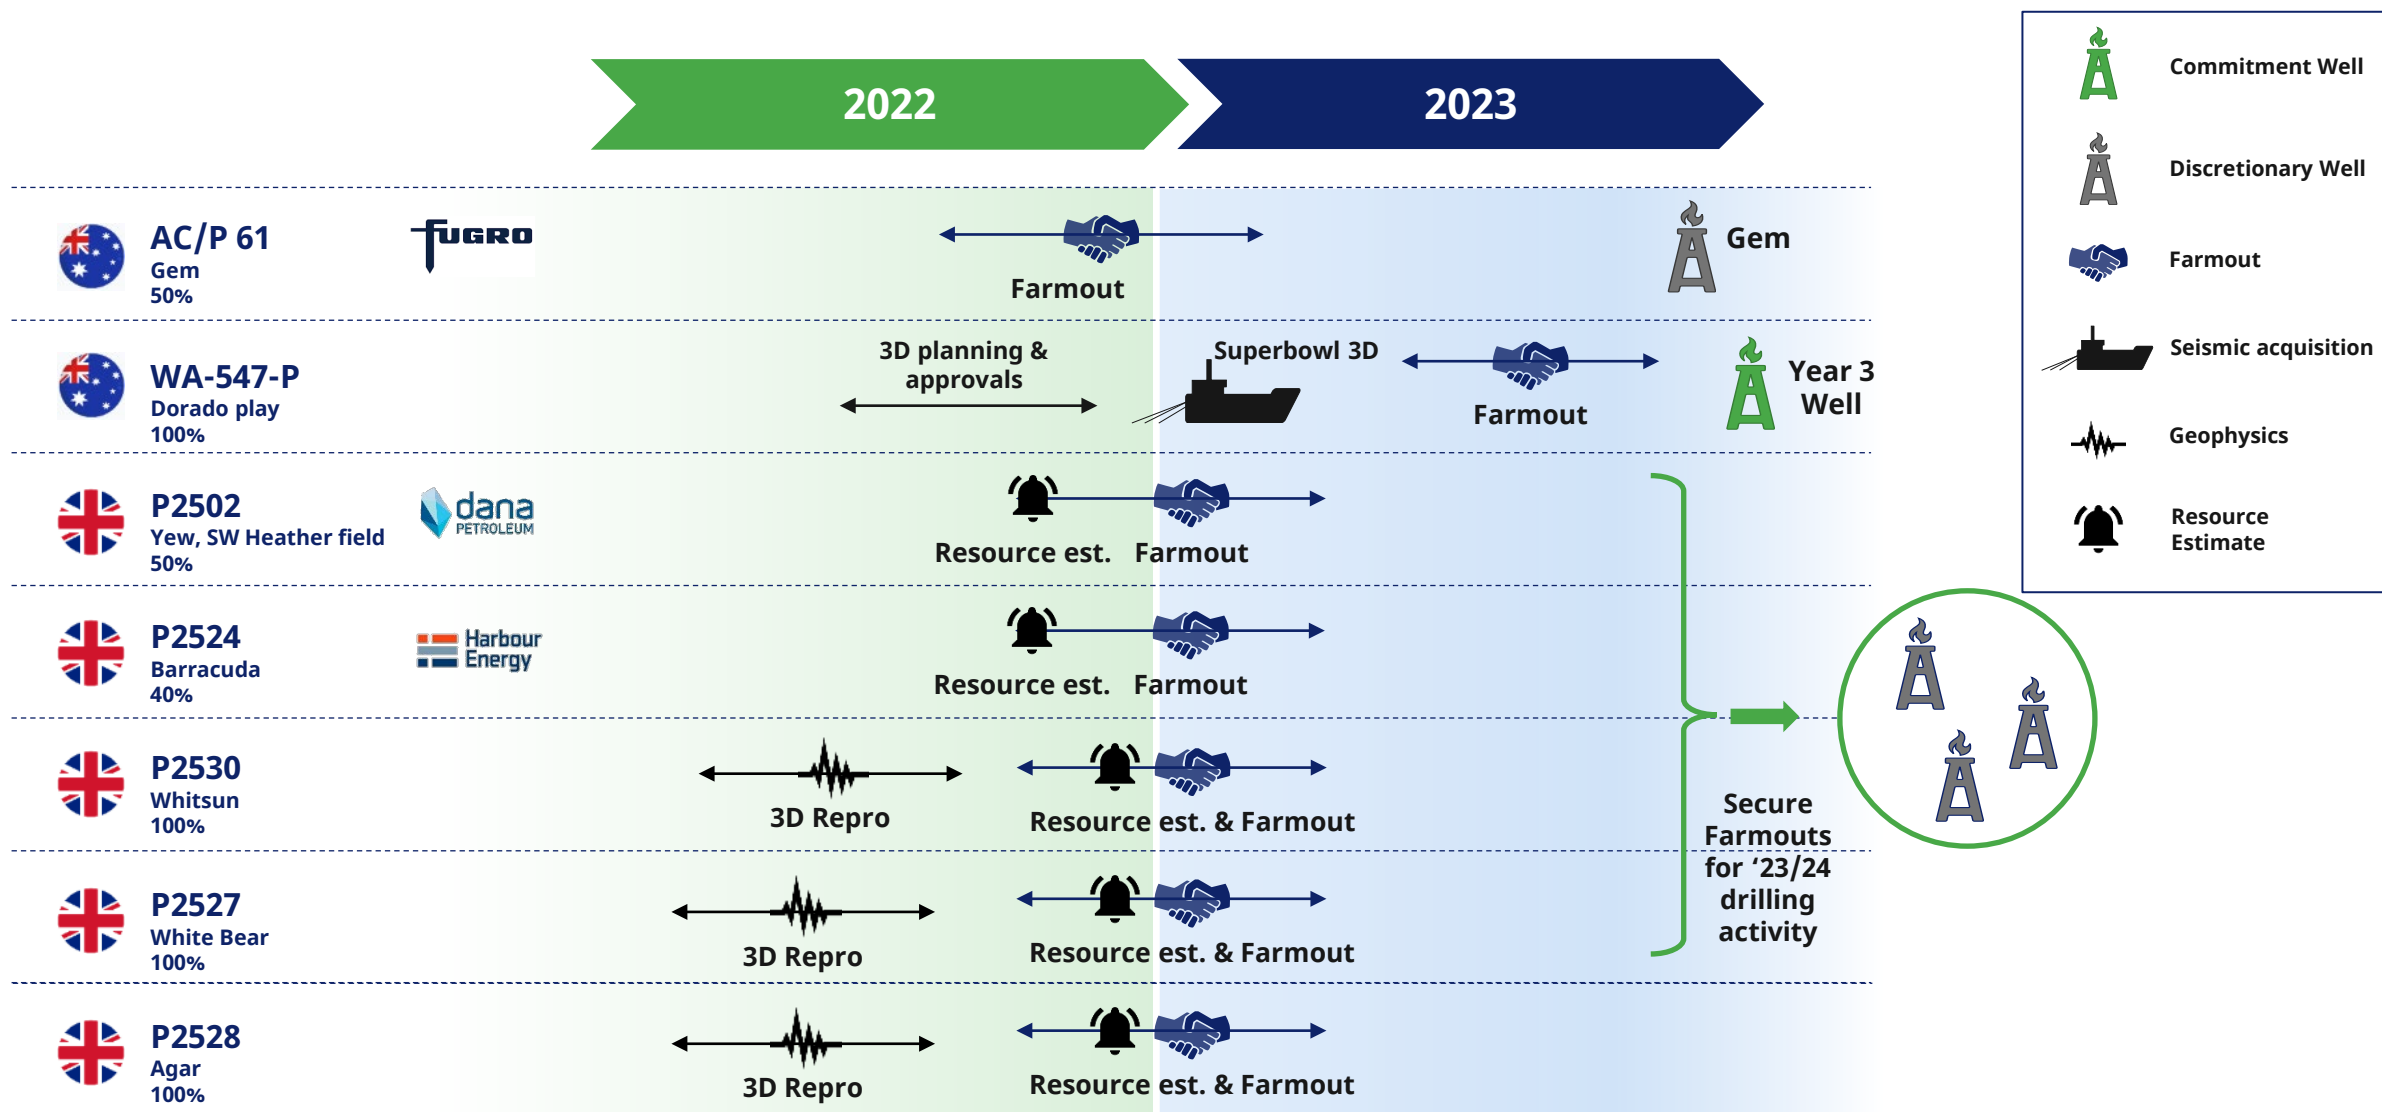 2022
2023
Commitment Well
Discretionary Well
Farmout
Seismic acquisition
Geophysics
Resource
Estimate
AC/P 61
Gem
50%
FUGRO
Farmout
Gem
WA-547-P
Dorado play
100%
3D planning &
approvals
Superbowl 3D
Farmout
Year 3
Well
P2502
Yew, SW Heather field
50%
dana
PETROLEUM
Resource est.
Farmout
P2524
Barracuda
40%
Harbour
Energy
Resource est.
Farmout
P2530
Whitsun
100%
3D Repro
Resource est. & Farmout
P2527
White Bear
100%
3D Repro
Resource est. & Farmout
Secure
Farmouts
for ‘23/24
drilling
activity
P2528
Agar
100%
3D Repro
Resource est. & Farmout